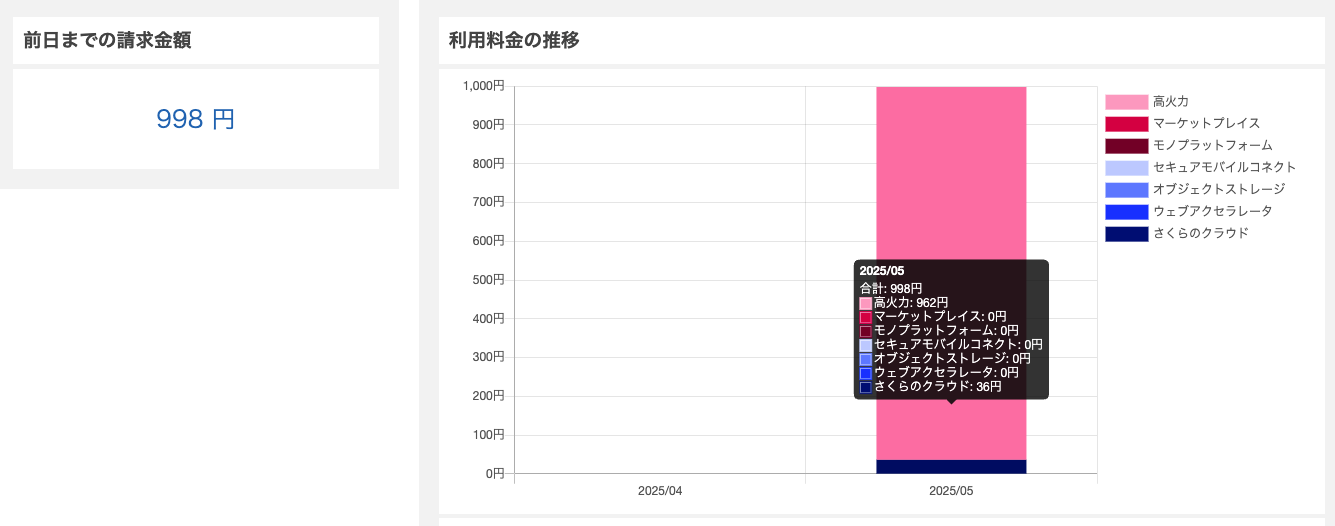 前日までの請求金額
998 円
利用料金の推移
1,000円
900円
800円
700円
600円
500円
400円
300円
200円
100円
0円
2025/04
2025/05
高火力
マーケットプレイス
モノプラットフォーム
セキュアモバイルコネクト
オブジェクトストレージ
ウェブアクセラレータ
さくらのクラウド
2025/05
合計: 998円
高火力: 962円
マーケットプレイス: 0円
モノプラットフォーム: 0円
セキュアモバイルコネクト: 0円
オブジェクトストレージ: 0円
ウェブアクセラレータ: 0円
さくらのクラウド: 36円